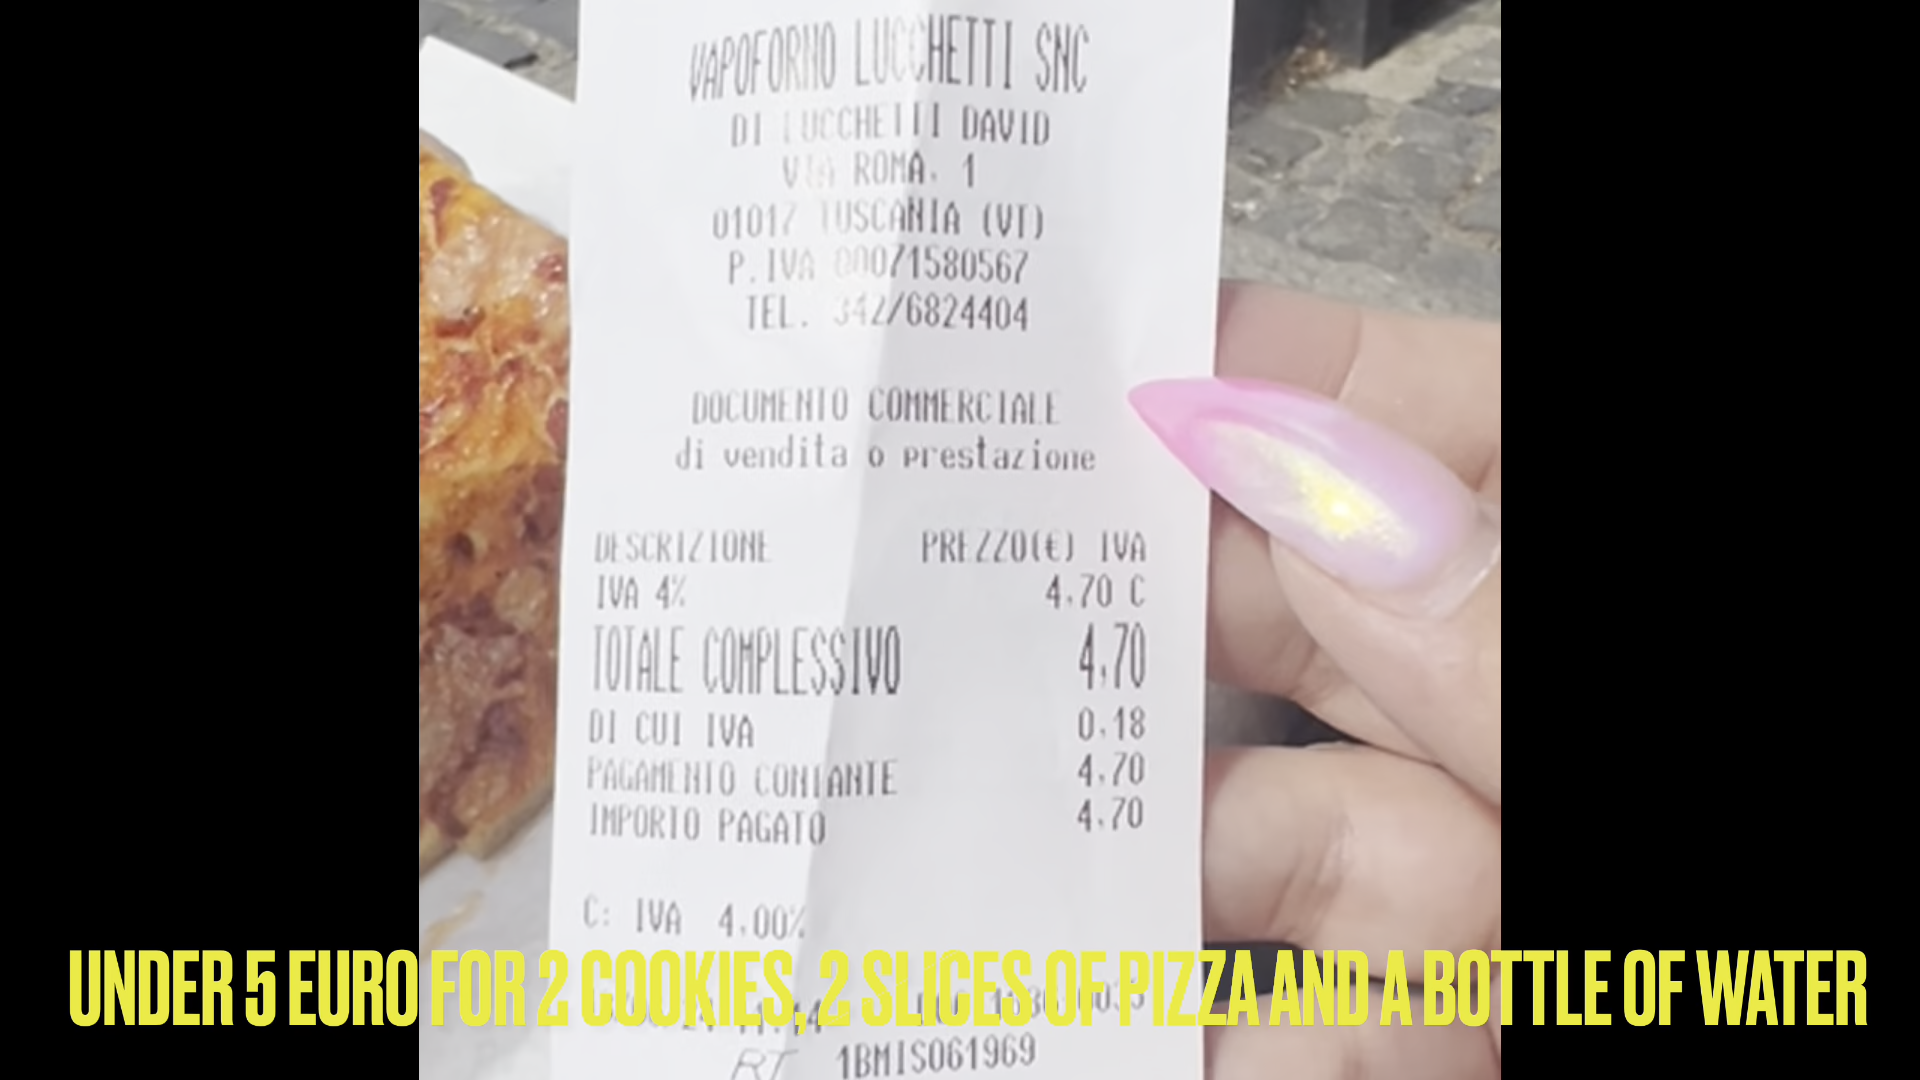 VAPOFORNO LUCCHETTI SNC
DI LUCCHETTI DAVID
VIA ROMA, 1
01017 TUSCANIA (VT)
P.IVA 00071580567
TEL. 342/6824404
DOCUMENTO COMMERCIALE
di vendita o prestazione
DESCRIZIONE PREZZO(€) IVA
IVA 4% 4,70 C
TOTALE COMPLESSIVO 4,70
DI CUI IVA 0,18
PAGAMENTO CONTANTE 4,70
IMPORTO PAGATO 4,70
C: IVA 4,00%
UNDER 5 EURO FOR 2 COOKIES, 2 SLICES OF PIZZA AND A BOTTLE OF WATER
RT 1BMIS061969